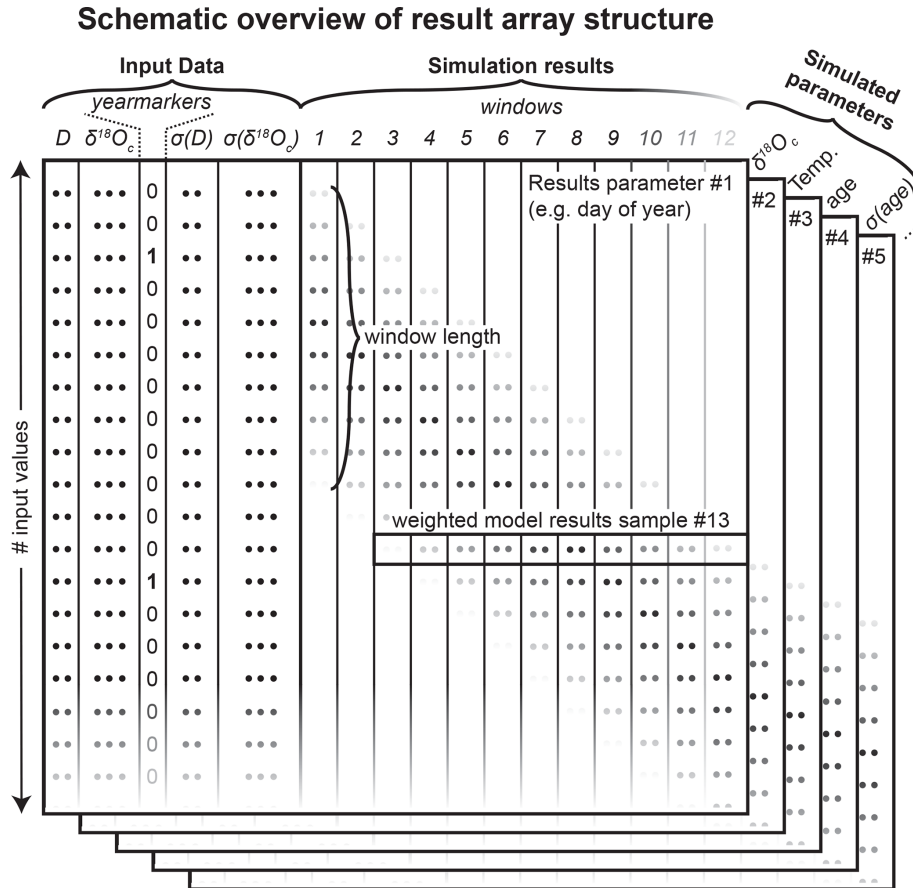 Schematic overview of result array structure
Input Data
Simulation results
Simulated parameters
yearmarkers
windows
D δ¹⁸Oc σ(D) σ(δ¹⁸Oc) 1 2 3 4 5 6 7 8 9 10 11 12
δ¹⁸Oc
Temp.
age
σ(age)
...
Results parameter #1
(e.g. day of year)
#2
#3
#4
#5
0
0
1
0
0
0
0
0
0
0
0
0
1
0
0
0
0
0
0
window length
weighted model results sample #13
# input values